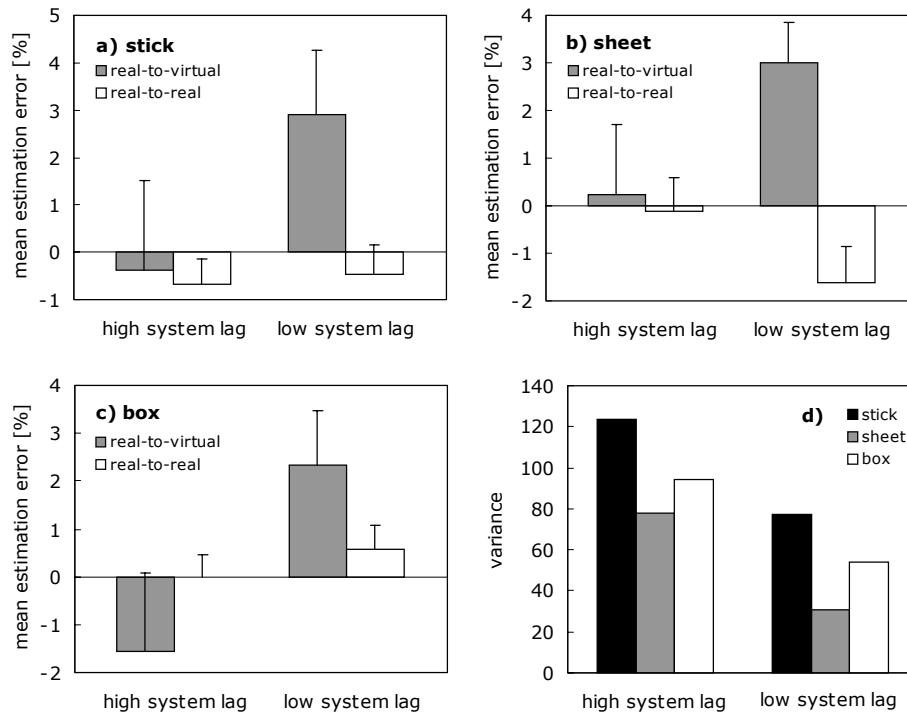 5
4
3
2
1
0
-1
mean estimation error [%]
a) stick
real-to-virtual
real-to-real
high system lag
low system lag
4
3
2
1
0
-1
-2
mean estimation error [%]
b) sheet
real-to-virtual
real-to-real
high system lag
low system lag
4
3
2
1
0
-1
-2
mean estimation error [%]
c) box
real-to-virtual
real-to-real
high system lag
low system lag
140
120
100
80
60
40
20
0
variance
d)
stick
sheet
box
high system lag
low system lag